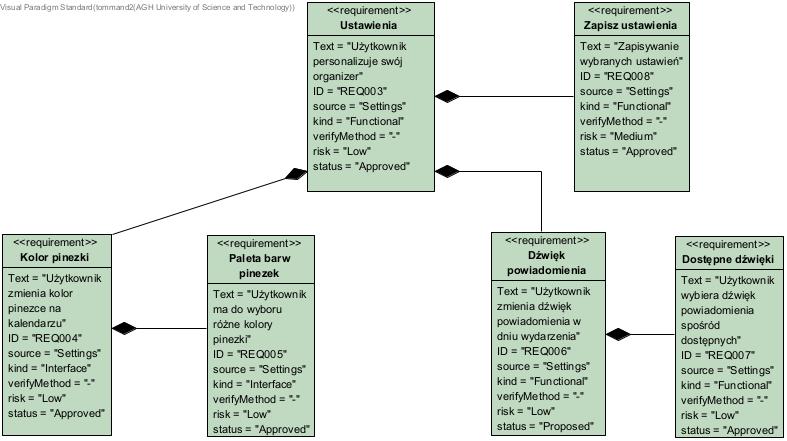 Visual Paradigm Standard(tommand2(AGH University of Science and Technology))
<<requirement>>
Ustawienia
Text = "Użytkownik
personalizuje swój
organizer"
ID = "REQ003"
source = "Settings"
kind = "Functional"
verifyMethod = "-"
risk = "Low"
status = "Approved"
<<requirement>>
Zapisz ustawienia
Text = "Zapisywanie
wybranych ustawień"
ID = "REQ008"
source = "Settings"
kind = "Functional"
verifyMethod = "-"
risk = "Medium"
status = "Approved"
<<requirement>>
Kolor pinezki
Text = "Użytkownik
zmienia kolor
pinezce na
kalendarzu"
ID = "REQ004"
source = "Settings"
kind = "Interface"
verifyMethod = "-"
risk = "Low"
status = "Approved"
<<requirement>>
Paleta barw
pinezek
Text = "Użytkownik
ma do wyboru
różne kolory
pinezki"
ID = "REQ005"
source = "Settings"
kind = "Interface"
verifyMethod = "-"
risk = "Low"
status = "Approved"
<<requirement>>
Dźwięk
powiadomienia
Text = "Użytkownik
zmienia dźwięk
powiadomienia w
dniu wydarzenia"
ID = "REQ006"
source = "Settings"
kind = "Functional"
verifyMethod = "-"
risk = "Low"
status = "Proposed"
<<requirement>>
Dostępne dźwięki
Text = "Użytkownik
wybiera dźwięk
powiadomienia
spośród
dostępnych"
ID = "REQ007"
source = "Settings"
kind = "Functional"
verifyMethod = "-"
risk = "Low"
status = "Approved"